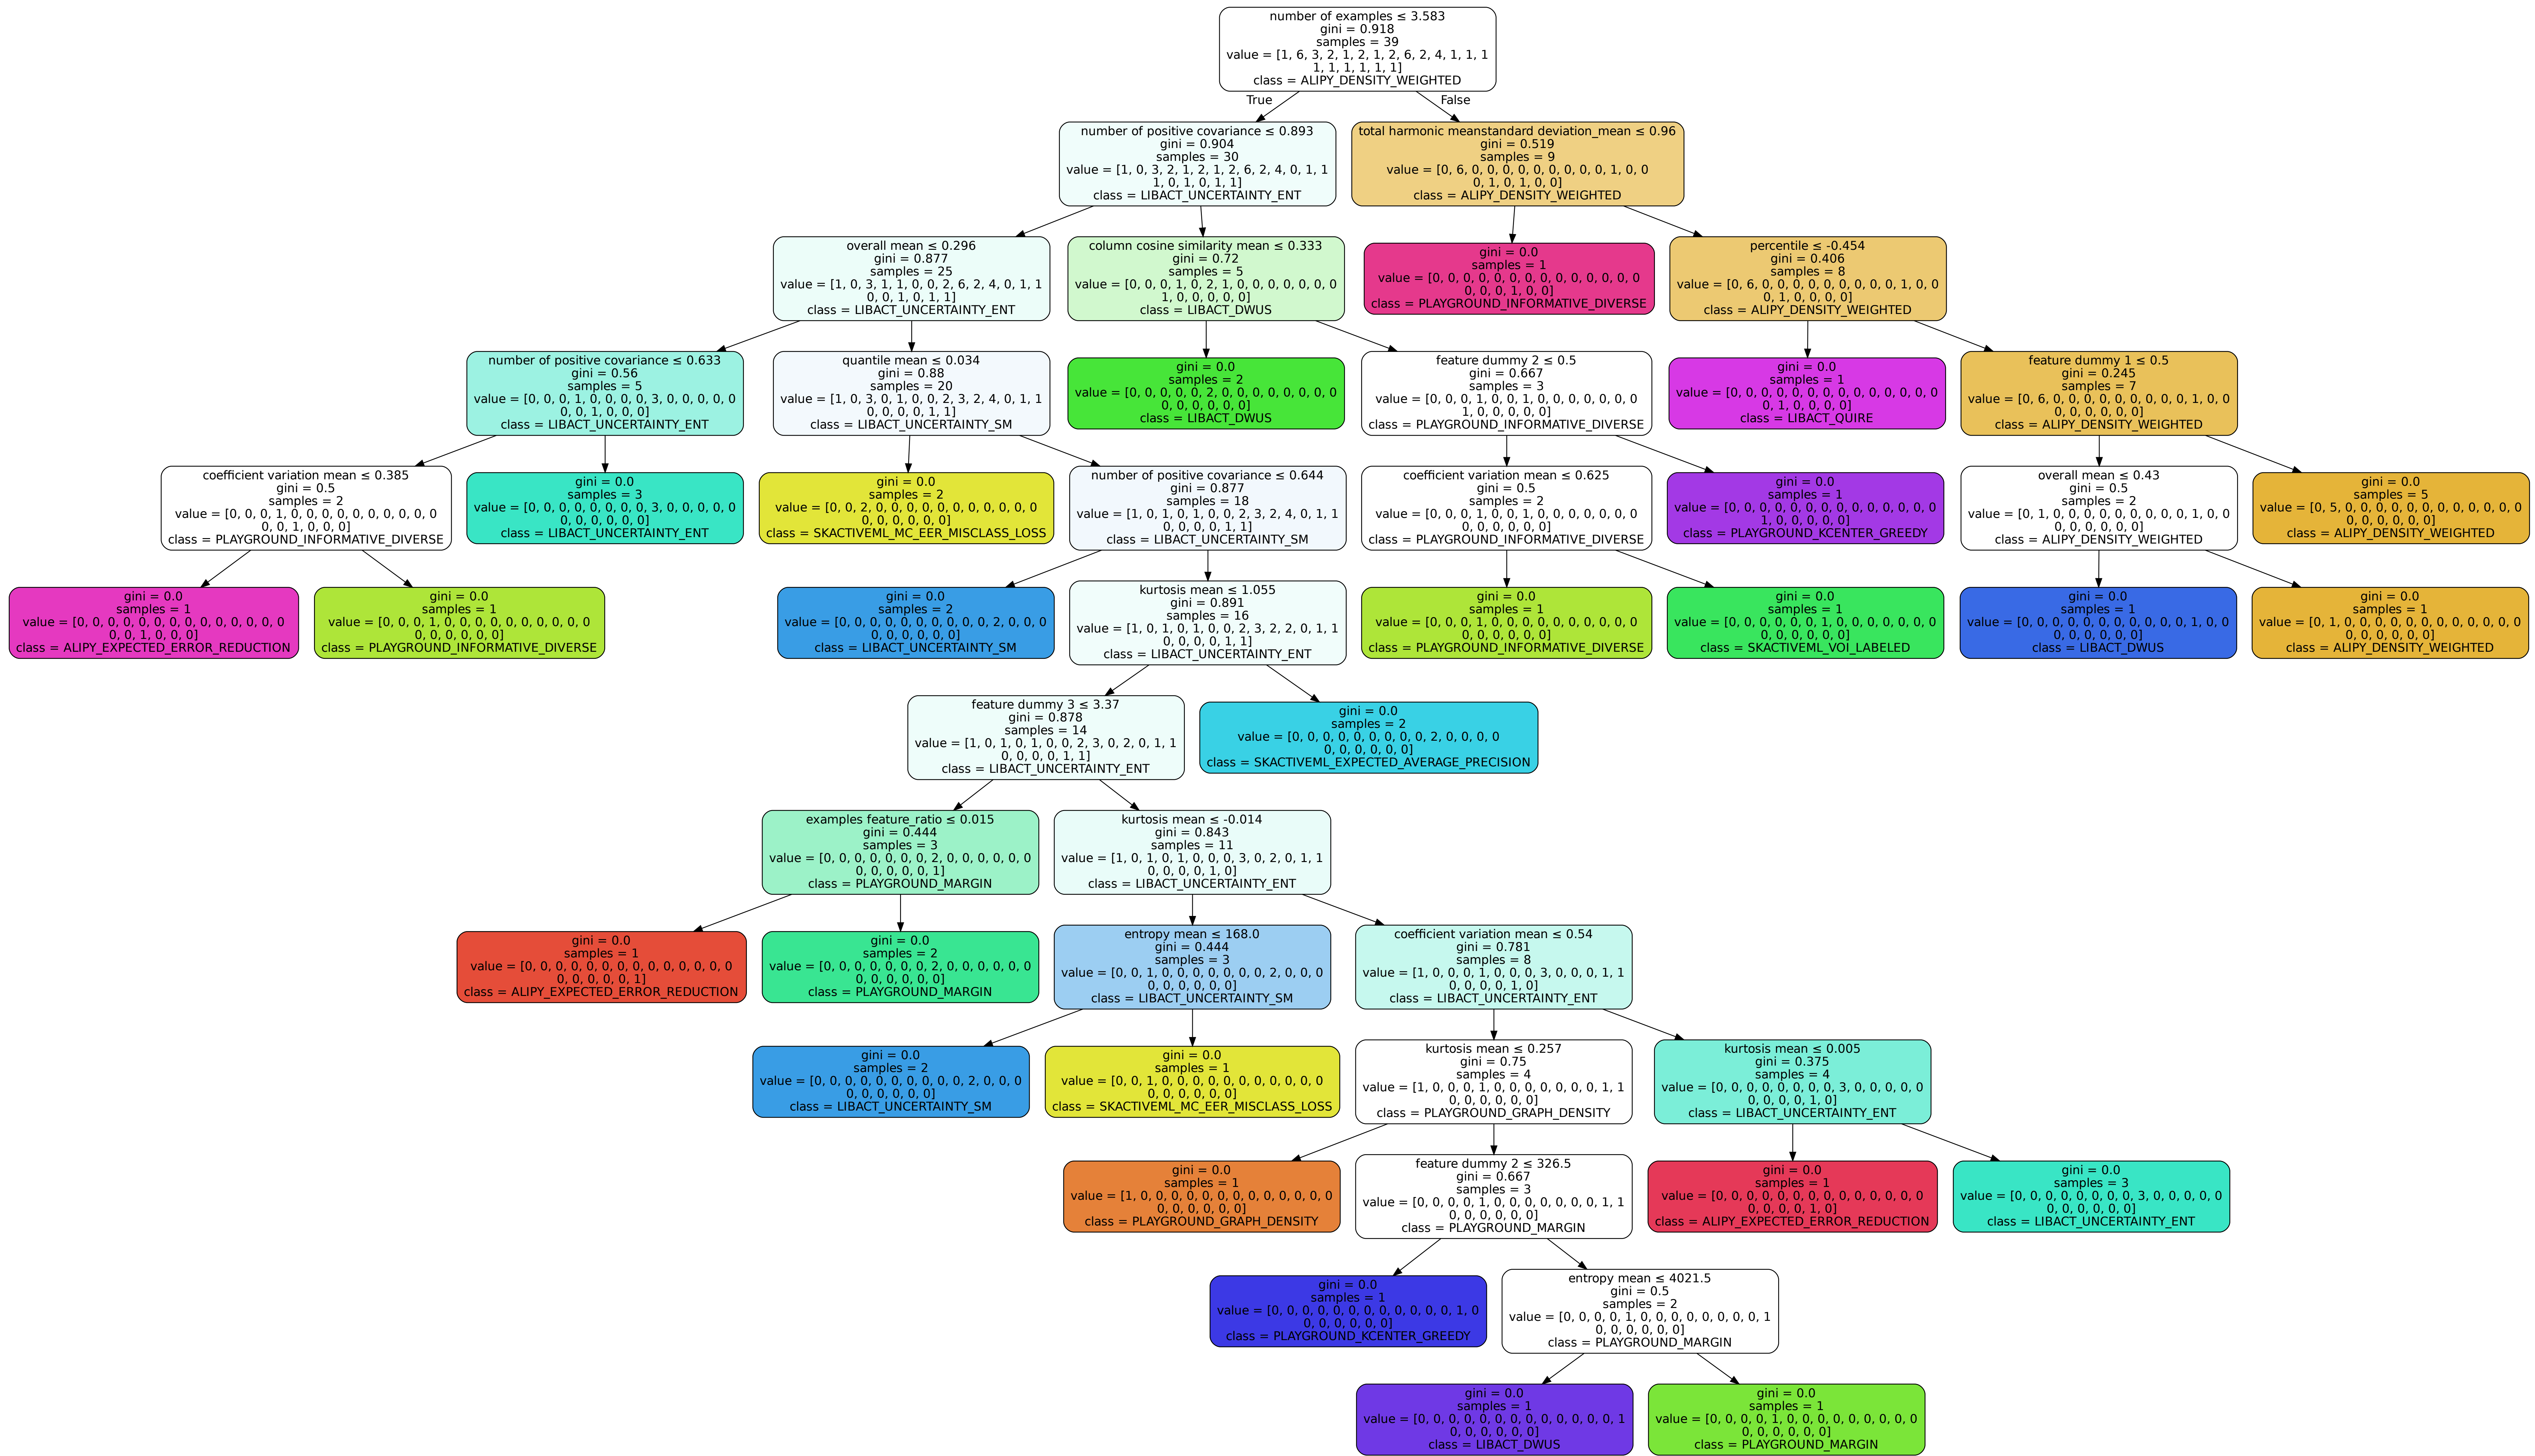 number of examples ≤ 3.583
gini = 0.918
samples = 39
value = [1, 6, 3, 2, 1, 2, 1, 2, 6, 2, 4, 1, 1, 1
1, 1, 1, 1, 1, 1]
class = ALIPY_DENSITY_WEIGHTED
True
False
number of positive covariance ≤ 0.893
gini = 0.904
samples = 30
value = [1, 0, 3, 2, 1, 2, 1, 2, 6, 2, 4, 0, 1, 1
1, 0, 1, 0, 1, 1]
class = LIBACT_UNCERTAINTY_ENT
total harmonic meanstandard deviation_mean ≤ 0.96
gini = 0.519
samples = 9
value = [0, 6, 0, 0, 0, 0, 0, 0, 0, 0, 0, 1, 0, 0
0, 1, 0, 1, 0, 0]
class = ALIPY_DENSITY_WEIGHTED
overall mean ≤ 0.296
gini = 0.877
samples = 25
value = [1, 0, 3, 1, 1, 0, 0, 2, 6, 2, 4, 0, 1, 1
0, 0, 1, 0, 1, 1]
class = LIBACT_UNCERTAINTY_ENT
column cosine similarity mean ≤ 0.333
gini = 0.72
samples = 5
value = [0, 0, 0, 1, 0, 2, 1, 0, 0, 0, 0, 0, 0, 0
1, 0, 0, 0, 0, 0]
class = LIBACT_DWUS
gini = 0.0
samples = 1
value = [0, 0, 0, 0, 0, 0, 0, 0, 0, 0, 0, 0, 0, 0
0, 0, 0, 1, 0, 0]
class = PLAYGROUND_INFORMATIVE_DIVERSE
percentile ≤ -0.454
gini = 0.406
samples = 8
value = [0, 6, 0, 0, 0, 0, 0, 0, 0, 0, 0, 1, 0, 0
0, 1, 0, 0, 0, 0]
class = ALIPY_DENSITY_WEIGHTED
number of positive covariance ≤ 0.633
gini = 0.56
samples = 5
value = [0, 0, 0, 1, 0, 0, 0, 0, 3, 0, 0, 0, 0, 0
0, 0, 1, 0, 0, 0]
class = LIBACT_UNCERTAINTY_ENT
quantile mean ≤ 0.034
gini = 0.88
samples = 20
value = [1, 0, 3, 0, 1, 0, 0, 2, 3, 2, 4, 0, 1, 1
0, 0, 0, 0, 1, 1]
class = LIBACT_UNCERTAINTY_SM
gini = 0.0
samples = 2
value = [0, 0, 0, 0, 0, 2, 0, 0, 0, 0, 0, 0, 0, 0
0, 0, 0, 0, 0, 0]
class = LIBACT_DWUS
feature dummy 2 ≤ 0.5
gini = 0.667
samples = 3
value = [0, 0, 0, 1, 0, 0, 1, 0, 0, 0, 0, 0, 0, 0
1, 0, 0, 0, 0, 0]
class = PLAYGROUND_INFORMATIVE_DIVERSE
gini = 0.0
samples = 1
value = [0, 0, 0, 0, 0, 0, 0, 0, 0, 0, 0, 0, 0, 0
0, 1, 0, 0, 0, 0]
class = LIBACT_QUIRE
feature dummy 1 ≤ 0.5
gini = 0.245
samples = 7
value = [0, 6, 0, 0, 0, 0, 0, 0, 0, 0, 0, 1, 0, 0
0, 0, 0, 0, 0, 0]
class = ALIPY_DENSITY_WEIGHTED
coefficient variation mean ≤ 0.385
gini = 0.5
samples = 2
value = [0, 0, 0, 1, 0, 0, 0, 0, 0, 0, 0, 0, 0, 0
0, 0, 1, 0, 0, 0]
class = PLAYGROUND_INFORMATIVE_DIVERSE
gini = 0.0
samples = 3
value = [0, 0, 0, 0, 0, 0, 0, 0, 3, 0, 0, 0, 0, 0
0, 0, 0, 0, 0, 0]
class = LIBACT_UNCERTAINTY_ENT
gini = 0.0
samples = 2
value = [0, 0, 2, 0, 0, 0, 0, 0, 0, 0, 0, 0, 0, 0
0, 0, 0, 0, 0, 0]
class = SKACTIVEML_MC_EER_MISCLASS_LOSS
number of positive covariance ≤ 0.644
gini = 0.877
samples = 18
value = [1, 0, 1, 0, 1, 0, 0, 2, 3, 2, 4, 0, 1, 1
0, 0, 0, 0, 1, 1]
class = LIBACT_UNCERTAINTY_SM
coefficient variation mean ≤ 0.625
gini = 0.5
samples = 2
value = [0, 0, 0, 1, 0, 0, 1, 0, 0, 0, 0, 0, 0, 0
0, 0, 0, 0, 0, 0]
class = PLAYGROUND_INFORMATIVE_DIVERSE
gini = 0.0
samples = 1
value = [0, 0, 0, 0, 0, 0, 0, 0, 0, 0, 0, 0, 0, 0
1, 0, 0, 0, 0, 0]
class = PLAYGROUND_KCENTER_GREEDY
overall mean ≤ 0.43
gini = 0.5
samples = 2
value = [0, 1, 0, 0, 0, 0, 0, 0, 0, 0, 0, 1, 0, 0
0, 0, 0, 0, 0, 0]
class = ALIPY_DENSITY_WEIGHTED
gini = 0.0
samples = 5
value = [0, 5, 0, 0, 0, 0, 0, 0, 0, 0, 0, 0, 0, 0
0, 0, 0, 0, 0, 0]
class = ALIPY_DENSITY_WEIGHTED
gini = 0.0
samples = 1
value = [0, 0, 0, 0, 0, 0, 0, 0, 0, 0, 0, 0, 0, 0
0, 0, 1, 0, 0, 0]
class = ALIPY_EXPECTED_ERROR_REDUCTION
gini = 0.0
samples = 1
value = [0, 0, 0, 1, 0, 0, 0, 0, 0, 0, 0, 0, 0, 0
0, 0, 0, 0, 0, 0]
class = PLAYGROUND_INFORMATIVE_DIVERSE
gini = 0.0
samples = 2
value = [0, 0, 0, 0, 0, 0, 0, 0, 0, 0, 2, 0, 0, 0
0, 0, 0, 0, 0, 0]
class = LIBACT_UNCERTAINTY_SM
kurtosis mean ≤ 1.055
gini = 0.891
samples = 16
value = [1, 0, 1, 0, 1, 0, 0, 2, 3, 2, 2, 0, 1, 1
0, 0, 0, 0, 1, 1]
class = LIBACT_UNCERTAINTY_ENT
gini = 0.0
samples = 1
value = [0, 0, 0, 1, 0, 0, 0, 0, 0, 0, 0, 0, 0, 0
0, 0, 0, 0, 0, 0]
class = PLAYGROUND_INFORMATIVE_DIVERSE
gini = 0.0
samples = 1
value = [0, 0, 0, 0, 0, 0, 1, 0, 0, 0, 0, 0, 0, 0
0, 0, 0, 0, 0, 0]
class = SKACTIVEML_VOI_LABELED
gini = 0.0
samples = 1
value = [0, 0, 0, 0, 0, 0, 0, 0, 0, 0, 0, 1, 0, 0
0, 0, 0, 0, 0, 0]
class = LIBACT_DWUS
gini = 0.0
samples = 1
value = [0, 1, 0, 0, 0, 0, 0, 0, 0, 0, 0, 0, 0, 0
0, 0, 0, 0, 0, 0]
class = ALIPY_DENSITY_WEIGHTED
feature dummy 3 ≤ 3.37
gini = 0.878
samples = 14
value = [1, 0, 1, 0, 1, 0, 0, 2, 3, 0, 2, 0, 1, 1
0, 0, 0, 0, 1, 1]
class = LIBACT_UNCERTAINTY_ENT
gini = 0.0
samples = 2
value = [0, 0, 0, 0, 0, 0, 0, 0, 0, 2, 0, 0, 0, 0
0, 0, 0, 0, 0, 0]
class = SKACTIVEML_EXPECTED_AVERAGE_PRECISION
examples feature_ratio ≤ 0.015
gini = 0.444
samples = 3
value = [0, 0, 0, 0, 0, 0, 0, 2, 0, 0, 0, 0, 0, 0
0, 0, 0, 0, 0, 1]
class = PLAYGROUND_MARGIN
kurtosis mean ≤ -0.014
gini = 0.843
samples = 11
value = [1, 0, 1, 0, 1, 0, 0, 0, 3, 0, 2, 0, 1, 1
0, 0, 0, 0, 1, 0]
class = LIBACT_UNCERTAINTY_ENT
gini = 0.0
samples = 1
value = [0, 0, 0, 0, 0, 0, 0, 0, 0, 0, 0, 0, 0, 0
0, 0, 0, 0, 0, 1]
class = ALIPY_EXPECTED_ERROR_REDUCTION
gini = 0.0
samples = 2
value = [0, 0, 0, 0, 0, 0, 0, 2, 0, 0, 0, 0, 0, 0
0, 0, 0, 0, 0, 0]
class = PLAYGROUND_MARGIN
entropy mean ≤ 168.0
gini = 0.444
samples = 3
value = [0, 0, 1, 0, 0, 0, 0, 0, 0, 0, 2, 0, 0, 0
0, 0, 0, 0, 0, 0]
class = LIBACT_UNCERTAINTY_SM
coefficient variation mean ≤ 0.54
gini = 0.781
samples = 8
value = [1, 0, 0, 0, 1, 0, 0, 0, 3, 0, 0, 0, 1, 1
0, 0, 0, 0, 1, 0]
class = LIBACT_UNCERTAINTY_ENT
gini = 0.0
samples = 2
value = [0, 0, 0, 0, 0, 0, 0, 0, 0, 0, 2, 0, 0, 0
0, 0, 0, 0, 0, 0]
class = LIBACT_UNCERTAINTY_SM
gini = 0.0
samples = 1
value = [0, 0, 1, 0, 0, 0, 0, 0, 0, 0, 0, 0, 0, 0
0, 0, 0, 0, 0, 0]
class = SKACTIVEML_MC_EER_MISCLASS_LOSS
kurtosis mean ≤ 0.257
gini = 0.75
samples = 4
value = [1, 0, 0, 0, 1, 0, 0, 0, 0, 0, 0, 0, 1, 1
0, 0, 0, 0, 0, 0]
class = PLAYGROUND_GRAPH_DENSITY
kurtosis mean ≤ 0.005
gini = 0.375
samples = 4
value = [0, 0, 0, 0, 0, 0, 0, 0, 3, 0, 0, 0, 0, 0
0, 0, 0, 0, 1, 0]
class = LIBACT_UNCERTAINTY_ENT
gini = 0.0
samples = 1
value = [1, 0, 0, 0, 0, 0, 0, 0, 0, 0, 0, 0, 0, 0
0, 0, 0, 0, 0, 0]
class = PLAYGROUND_GRAPH_DENSITY
feature dummy 2 ≤ 326.5
gini = 0.667
samples = 3
value = [0, 0, 0, 0, 1, 0, 0, 0, 0, 0, 0, 0, 1, 1
0, 0, 0, 0, 0, 0]
class = PLAYGROUND_MARGIN
gini = 0.0
samples = 1
value = [0, 0, 0, 0, 0, 0, 0, 0, 0, 0, 0, 0, 0, 0
0, 0, 0, 0, 1, 0]
class = ALIPY_EXPECTED_ERROR_REDUCTION
gini = 0.0
samples = 3
value = [0, 0, 0, 0, 0, 0, 0, 0, 3, 0, 0, 0, 0, 0
0, 0, 0, 0, 0, 0]
class = LIBACT_UNCERTAINTY_ENT
gini = 0.0
samples = 1
value = [0, 0, 0, 0, 0, 0, 0, 0, 0, 0, 0, 0, 1, 0
0, 0, 0, 0, 0, 0]
class = PLAYGROUND_KCENTER_GREEDY
entropy mean ≤ 4021.5
gini = 0.5
samples = 2
value = [0, 0, 0, 0, 1, 0, 0, 0, 0, 0, 0, 0, 0, 1
0, 0, 0, 0, 0, 0]
class = PLAYGROUND_MARGIN
gini = 0.0
samples = 1
value = [0, 0, 0, 0, 0, 0, 0, 0, 0, 0, 0, 0, 0, 1
0, 0, 0, 0, 0, 0]
class = LIBACT_DWUS
gini = 0.0
samples = 1
value = [0, 0, 0, 0, 1, 0, 0, 0, 0, 0, 0, 0, 0, 0
0, 0, 0, 0, 0, 0]
class = PLAYGROUND_MARGIN